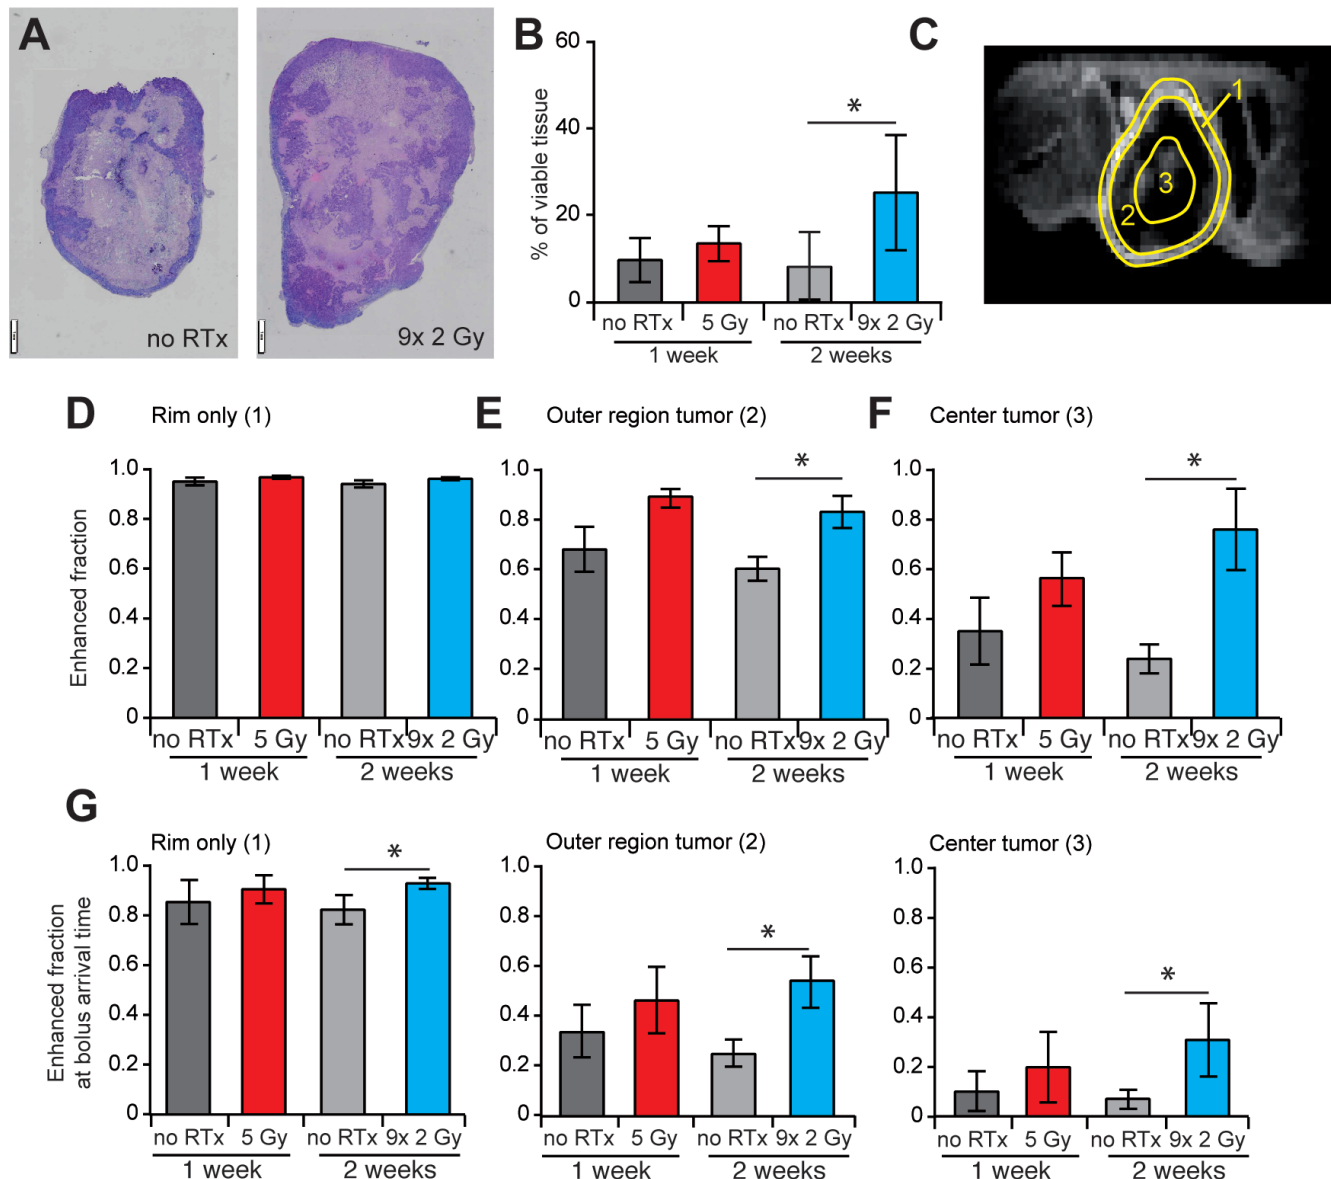 A
no RTx
9x 2 Gy
B
% of viable tissue
60
40
20
0
*
no RTx 5 Gy no RTx 9x 2 Gy
1 week 2 weeks
C
1
2
3
D Rim only (1)
Enhanced fraction
1.0
0.8
0.6
0.4
0.2
0
no RTx 5 Gy no RTx 9x 2 Gy
1 week 2 weeks
E Outer region tumor (2)
1.0
0.8
0.6
0.4
0.2
0
*
no RTx 5 Gy no RTx 9x 2 Gy
1 week 2 weeks
F Center tumor (3)
1.0
0.8
0.6
0.4
0.2
0
*
no RTx 5 Gy no RTx 9x 2 Gy
1 week 2 weeks
G
Rim only (1)
Enhanced fraction
at bolus arrival time
1.0
0.8
0.6
0.4
0.2
0
*
no RTx 5 Gy no RTx 9x 2 Gy
1 week 2 weeks
Outer region tumor (2)
1.0
0.8
0.6
0.4
0.2
0
*
no RTx 5 Gy no RTx 9x 2 Gy
1 week 2 weeks
Center tumor (3)
1.0
0.8
0.6
0.4
0.2
0
*
no RTx 5 Gy no RTx 9x 2 Gy
1 week 2 weeks